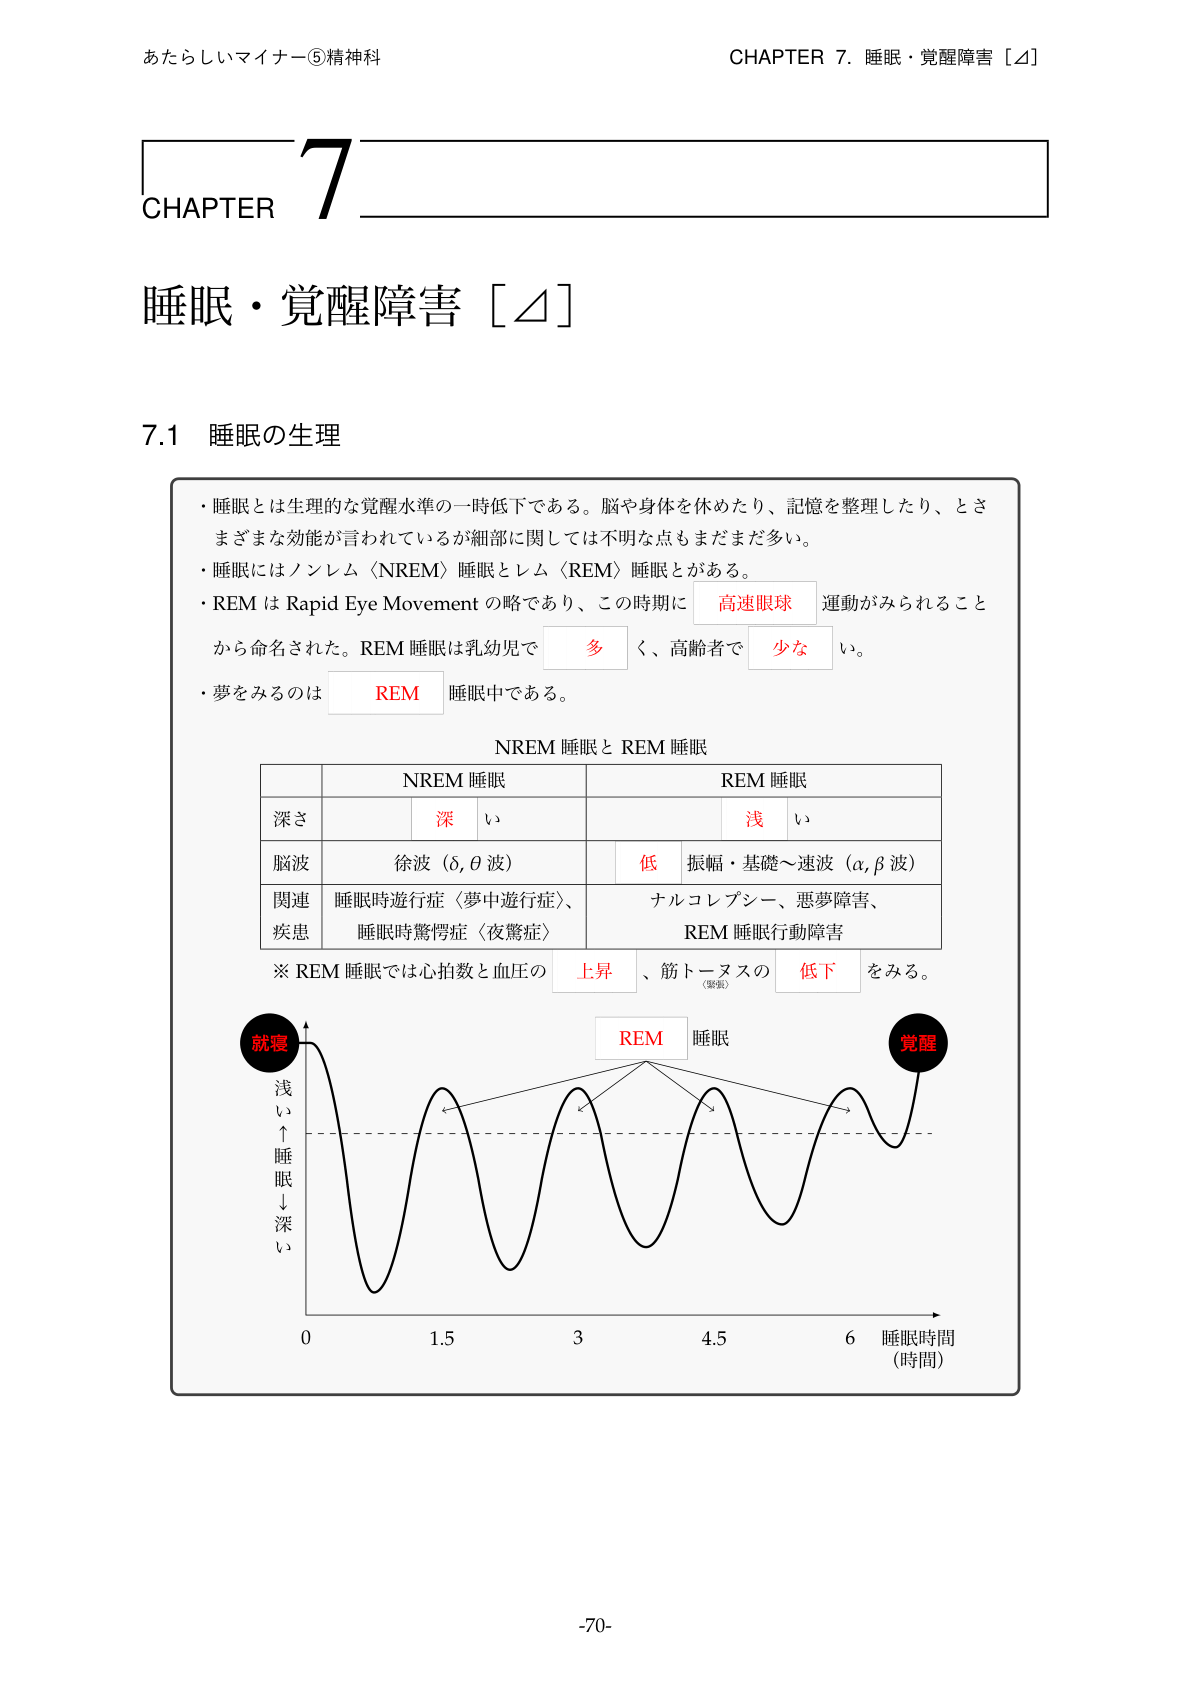 あたらしいマイナー⑤精神科
CHAPTER 7. 睡眠・覚醒障害［⊿］
CHAPTER 7
睡眠・覚醒障害［⊿］
7.1 睡眠の生理
・睡眠とは生理的な覚醒水準の一時低下である。脳や身体を休めたり、記憶を整理したり、とさ
まざまな効能が言われているが細部に関しては不明な点もまだまだ多い。
・睡眠にはノンレム〈NREM〉睡眠とレム〈REM〉睡眠とがある。
・REM は Rapid Eye Movement の略であり、この時期に 高速眼球 運動がみられること
から命名された。REM 睡眠は乳幼児で 多 く、高齢者で 少な い。
・夢をみるのは REM 睡眠中である。
NREM 睡眠と REM 睡眠
NREM 睡眠 REM 睡眠
深さ 深 い 浅 い
脳波 徐波（δ, θ 波） 低 振幅・基礎〜速波（α, β 波）
関連 睡眠時遊行症〈夢中遊行症〉、 ナルコレプシー、悪夢障害、
疾患 睡眠時驚愕症〈夜驚症〉 REM 睡眠行動障害
※ REM 睡眠では心拍数と血圧の 上昇 、筋トーヌスの 低下 をみる。
〈緊張〉
就寝
REM 睡眠
覚醒
浅い↑睡眠↓深い
0 1.5 3 4.5 6 睡眠時間
（時間）
-70-